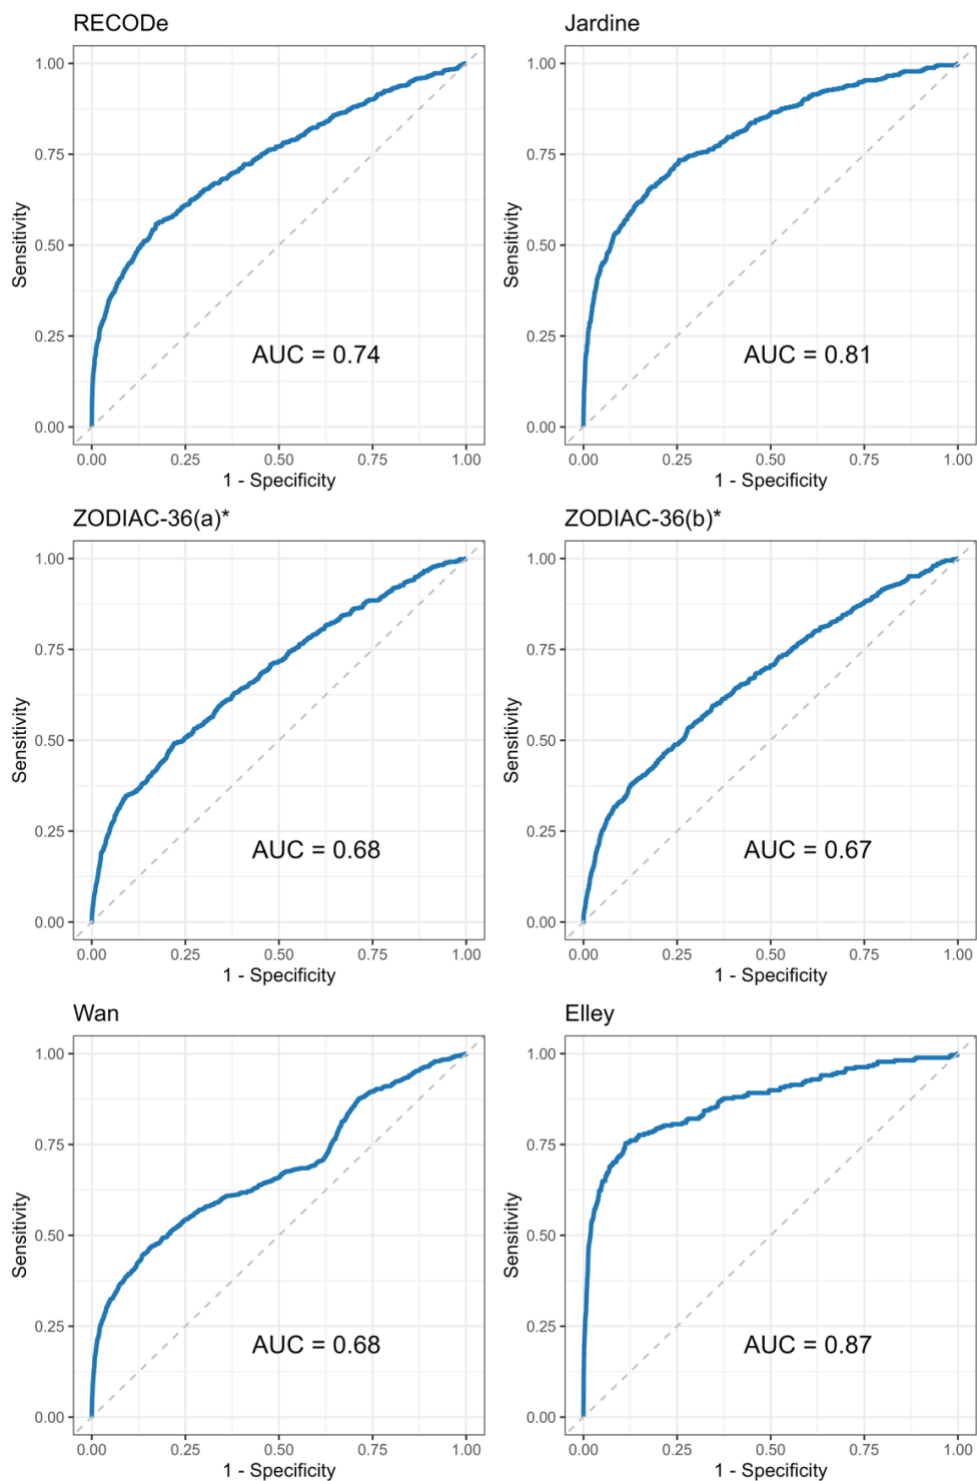 RECODe
Jardine
1.00
0.75
0.50
0.25
0.00
Sensitivity
AUC = 0.74
0.00 0.25 0.50 0.75 1.00
1 - Specificity
1.00
0.75
0.50
0.25
0.00
Sensitivity
AUC = 0.81
0.00 0.25 0.50 0.75 1.00
1 - Specificity
ZODIAC-36(a)*
ZODIAC-36(b)*
1.00
0.75
0.50
0.25
0.00
Sensitivity
AUC = 0.68
0.00 0.25 0.50 0.75 1.00
1 - Specificity
1.00
0.75
0.50
0.25
0.00
Sensitivity
AUC = 0.67
0.00 0.25 0.50 0.75 1.00
1 - Specificity
Wan
Elley
1.00
0.75
0.50
0.25
0.00
Sensitivity
AUC = 0.68
0.00 0.25 0.50 0.75 1.00
1 - Specificity
1.00
0.75
0.50
0.25
0.00
Sensitivity
AUC = 0.87
0.00 0.25 0.50 0.75 1.00
1 - Specificity